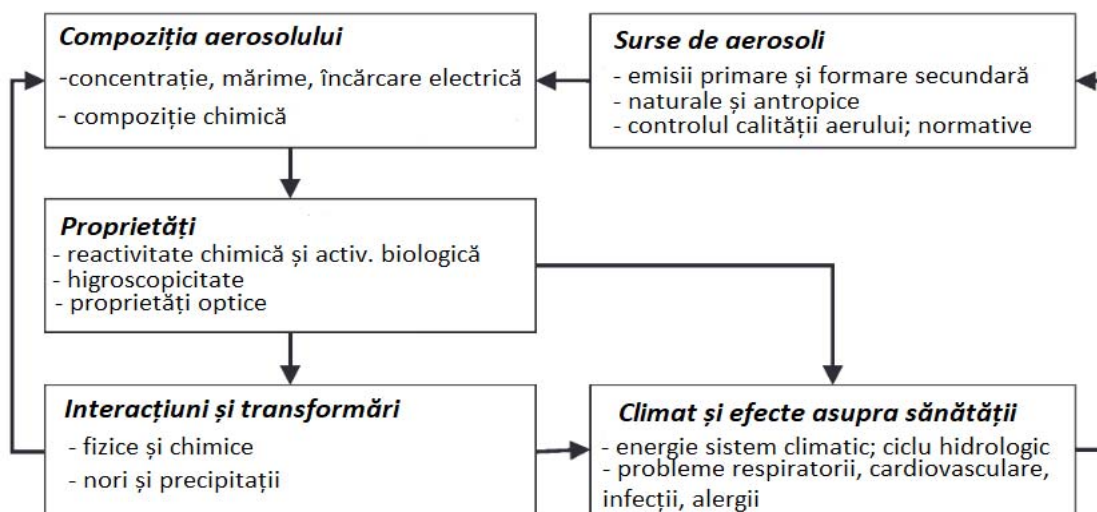 Compoziția aerosolului
-concentrație, mărime, încărcare electrică
- compoziție chimică
Surse de aerosoli
- emisii primare și formare secundară
- naturale și antropice
- controlul calității aerului; normative
Proprietăți
- reactivitate chimică și activ. biologică
- higroscopicitate
- proprietăți optice
Interacțiuni și transformări
- fizice și chimice
- nori și precipitații
Climat și efecte asupra sănătății
- energie sistem climatic; ciclu hidrologic
- probleme respiratorii, cardiovasculare,
infecții, alergii